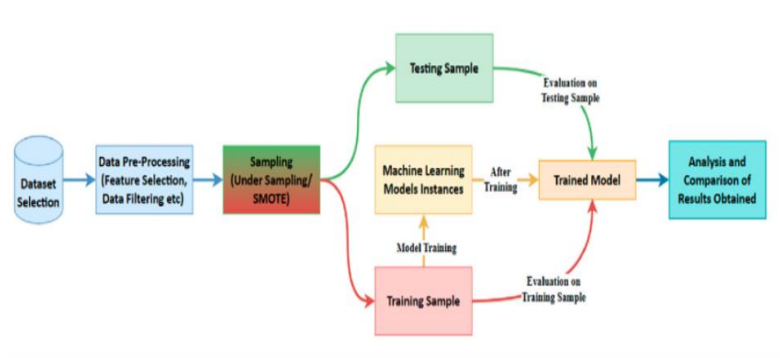 Dataset
Selection
Data Pre-Processing
(Feature Selection,
Data Filtering etc)
Sampling
(Under Sampling/
SMOTE)
Testing Sample
Evaluation on
Testing Sample
Machine Learning
Models Instances
After
Training
Trained Model
Analysis and
Comparison of
Results Obtained
Model Training
Training Sample
Evaluation on
Training Sample